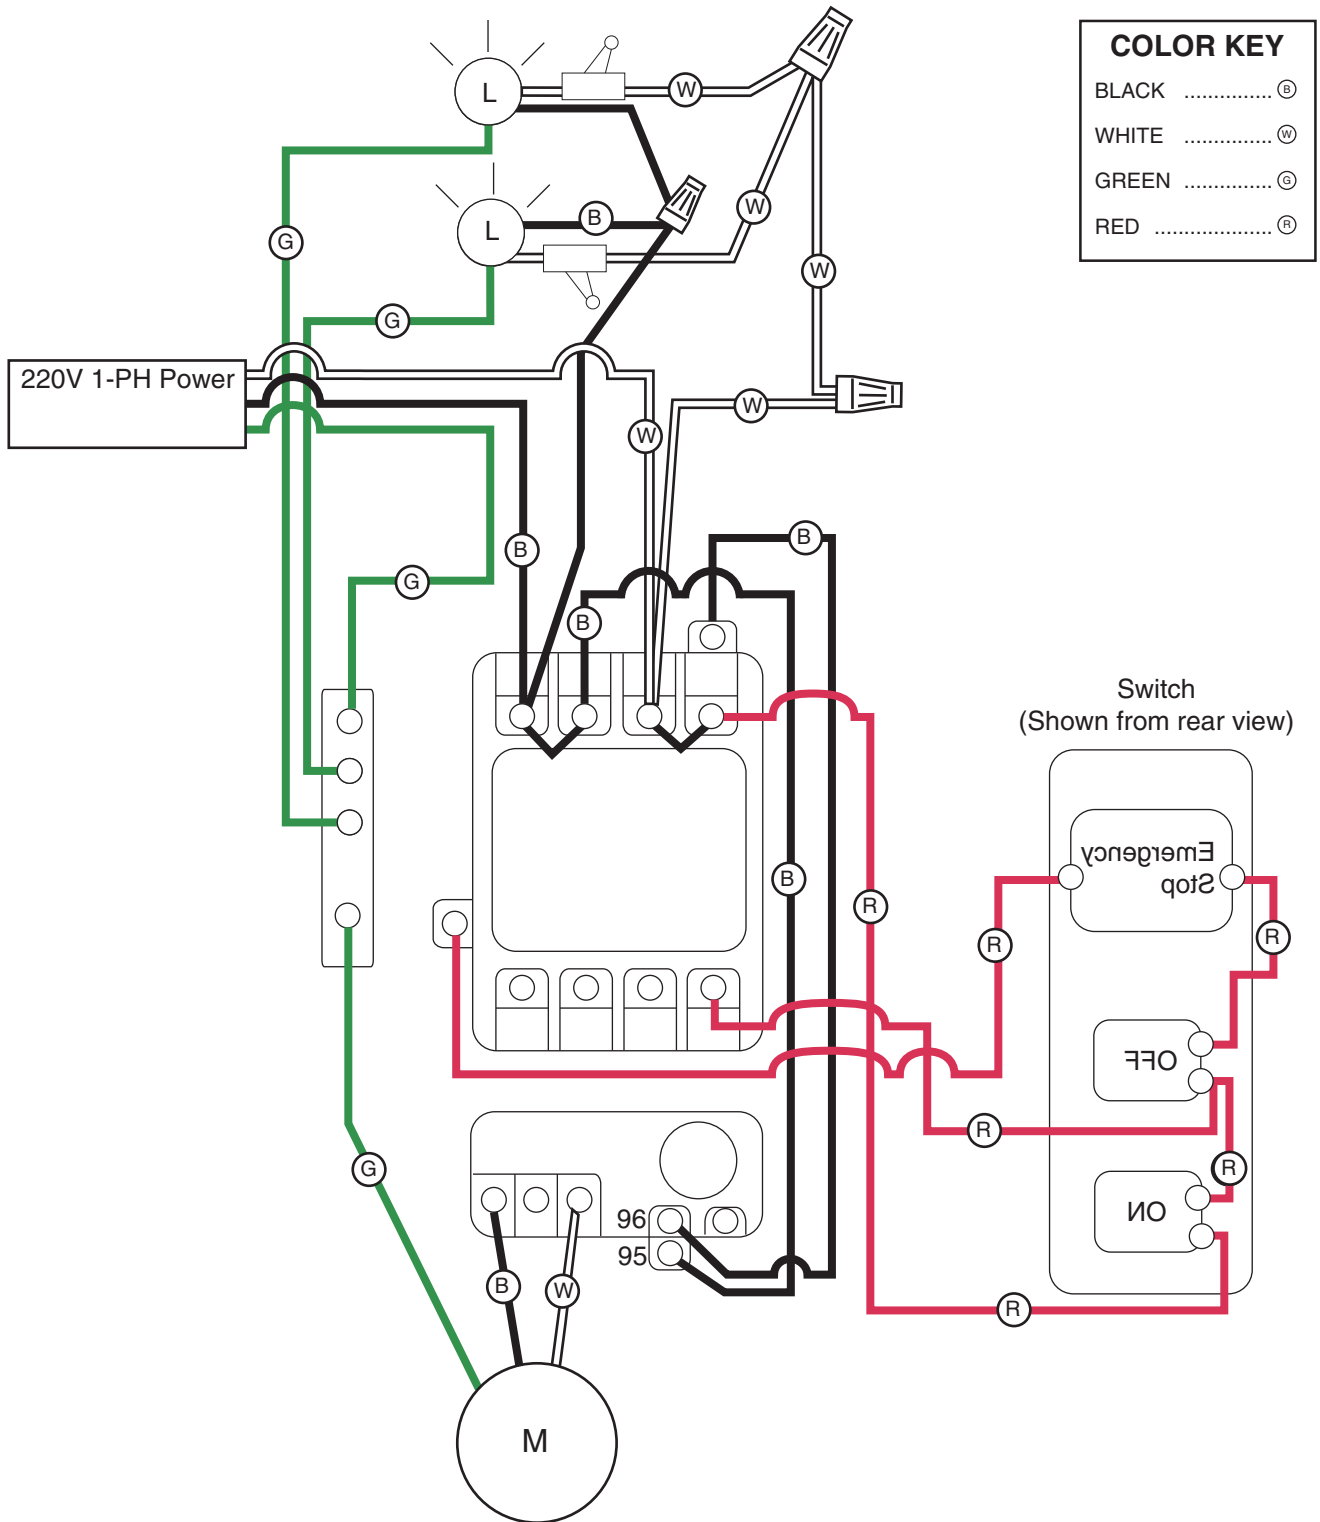 COLOR KEY
BLACK ............... B
WHITE ............... W
GREEN ............... G
RED .................... R
L
W
L
B
W
G
W
G
220V 1-PH Power
W
W
B
B
G
B
Switch
(Shown from rear view)
Emergency
Stop
B
R
R
R
OFF
R
G
R
ON
96
95
B
W
R
M